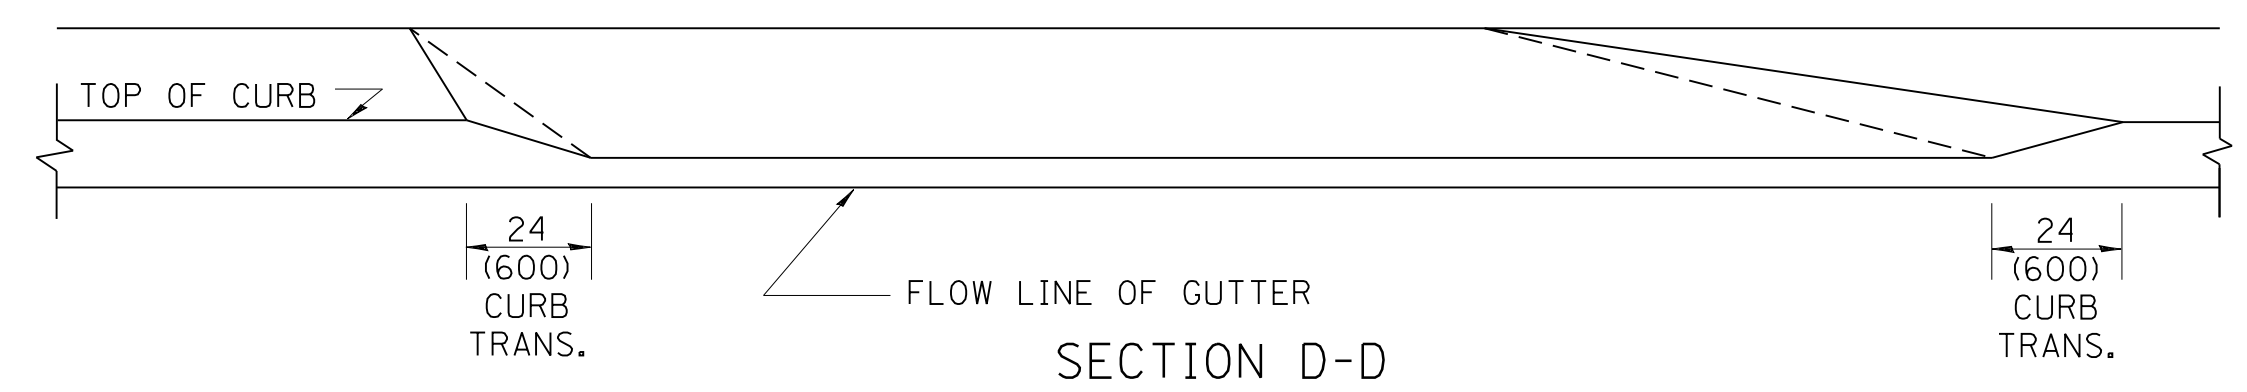 TOP OF CURB
24
(600)
CURB
TRANS.
FLOW LINE OF GUTTER
24
(600)
CURB
TRANS.
SECTION D-D